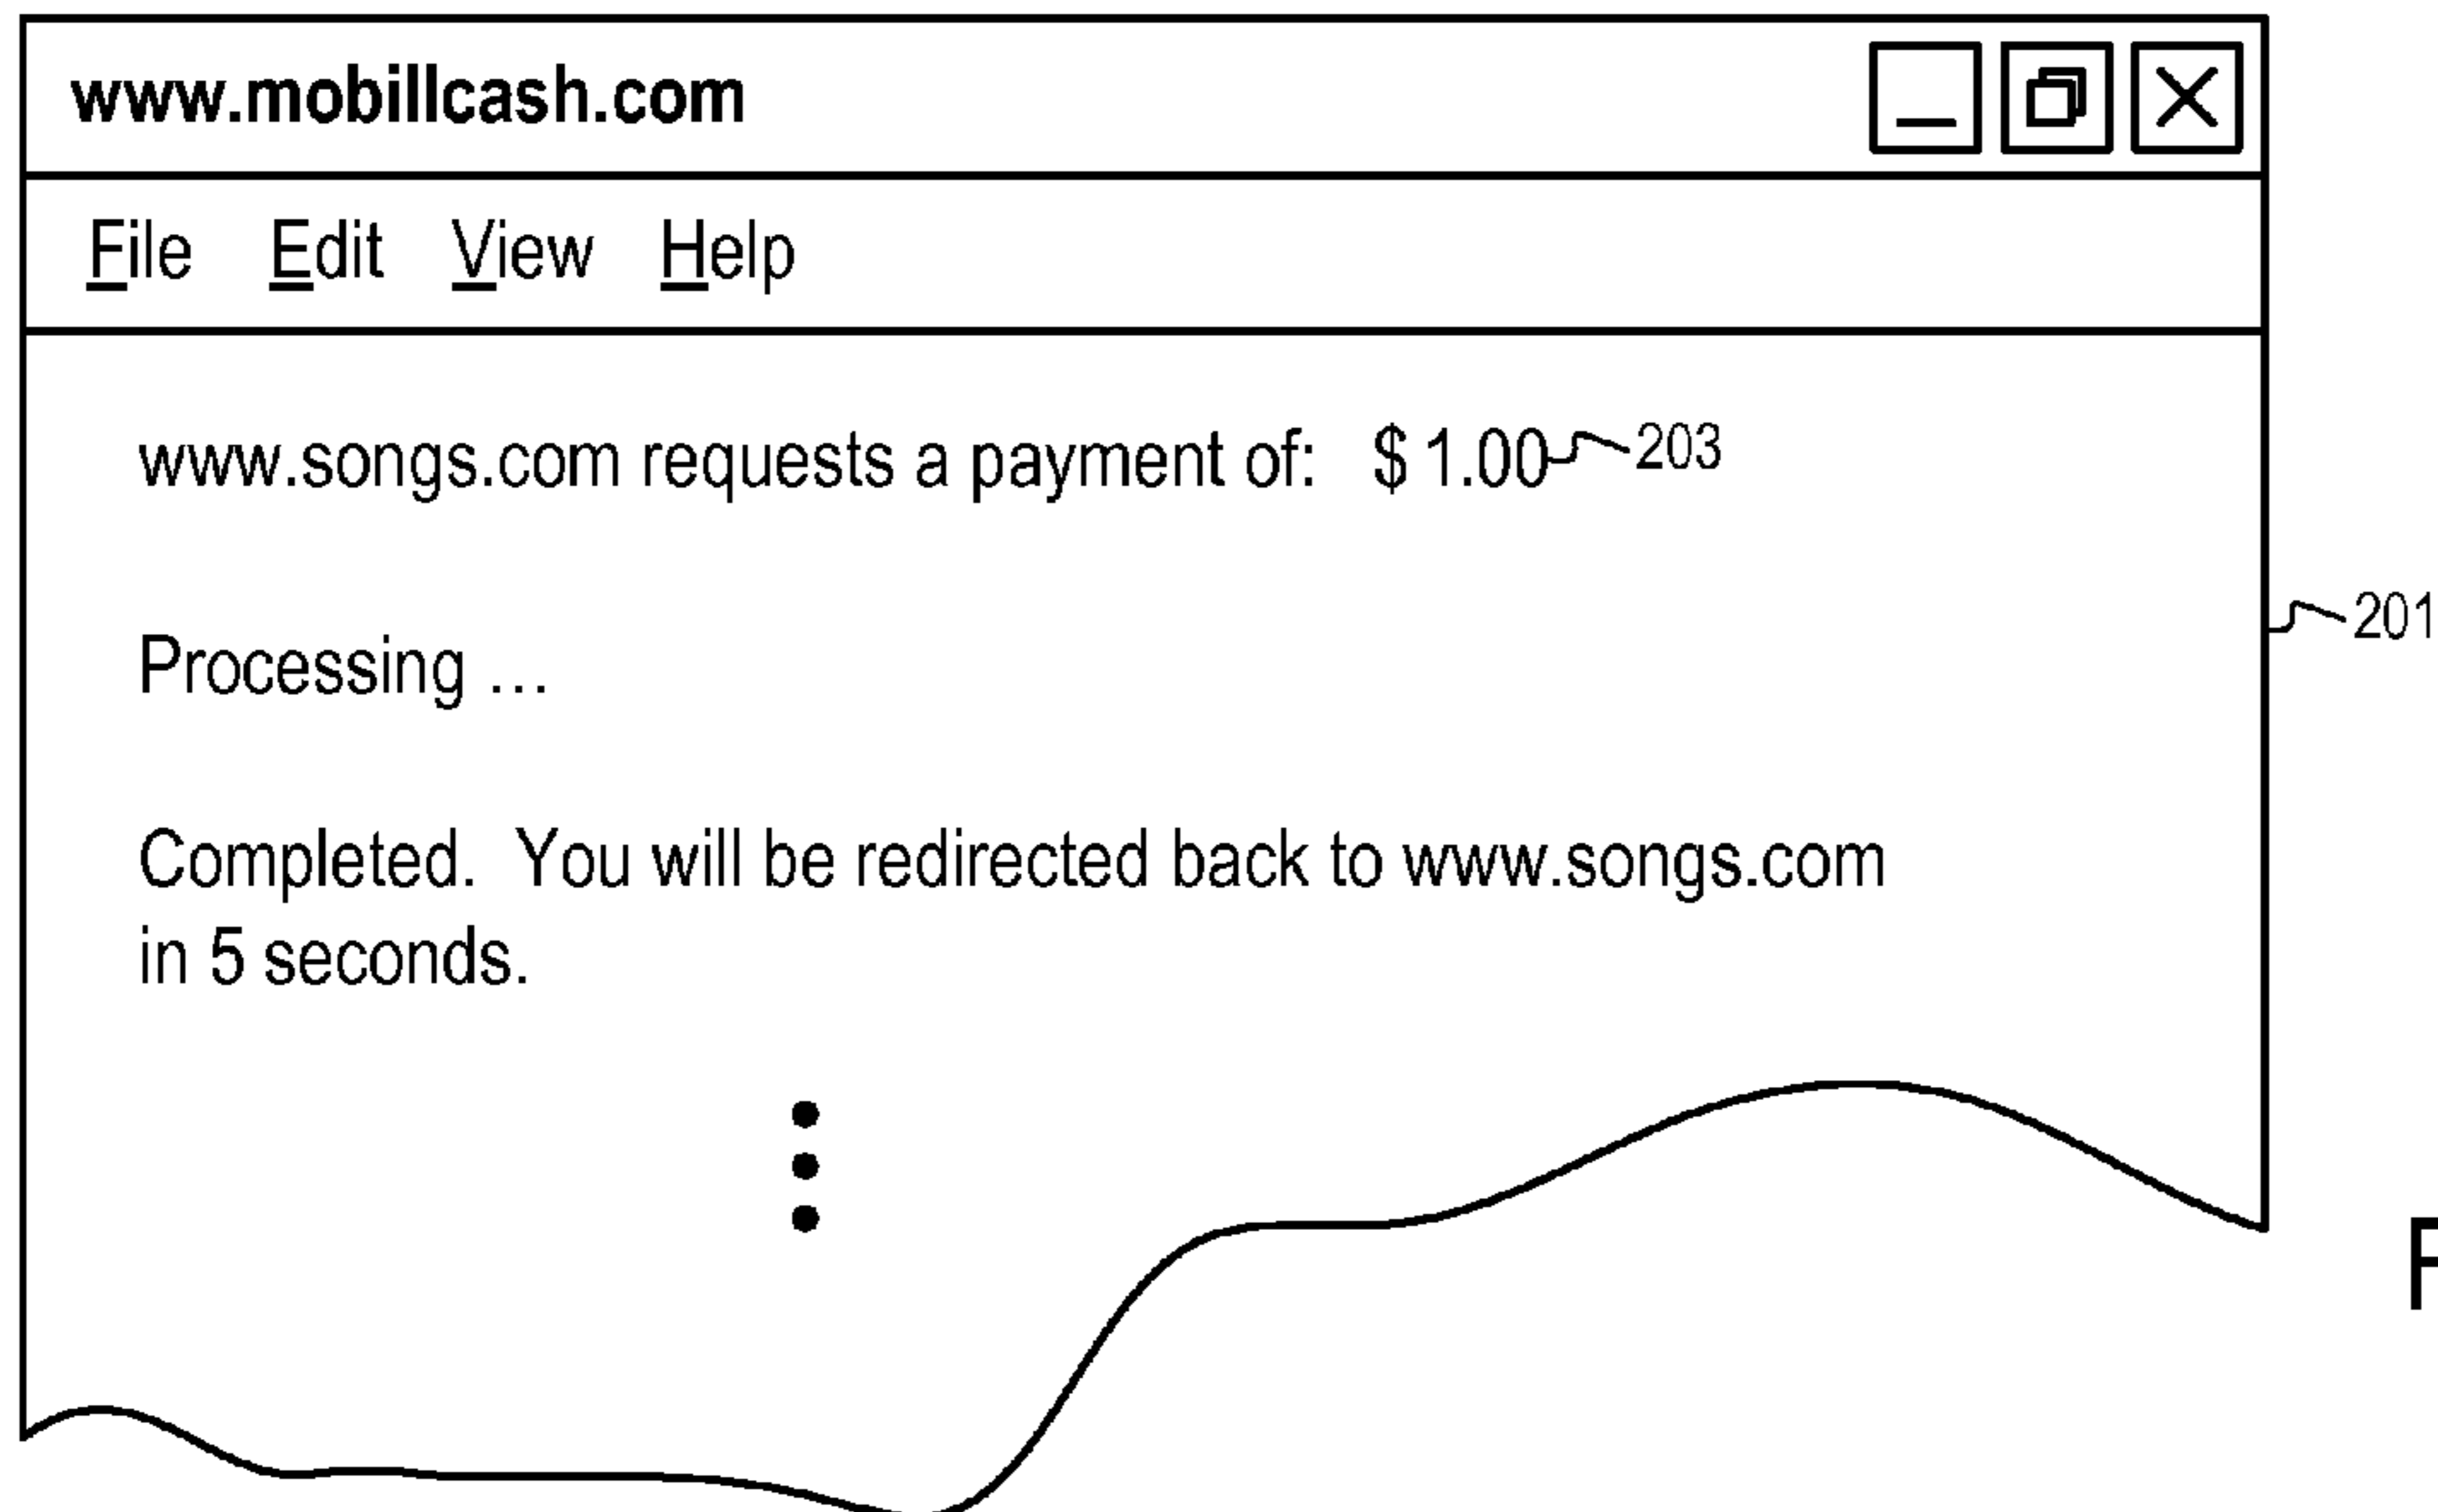 www.mobillcash.com
File Edit View Help
www.songs.com requests a payment of: $ 1.00 203
201
Processing ...
Completed. You will be redirected back to www.songs.com
in 5 seconds.